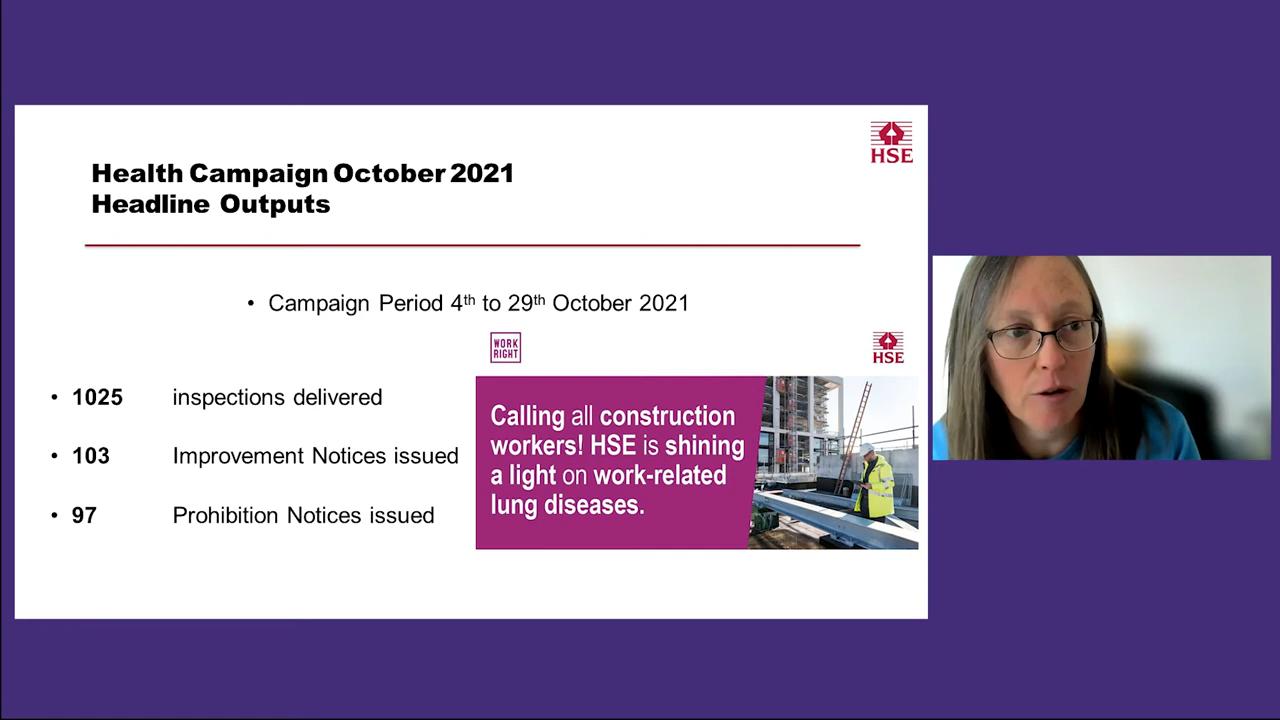 HSE
Health Campaign October 2021
Headline Outputs
• Campaign Period 4th to 29th October 2021
WORK
RIGHT
HSE
• 1025 inspections delivered
• 103 Improvement Notices issued
• 97 Prohibition Notices issued
Calling all construction
workers! HSE is shining
a light on work-related
lung diseases.